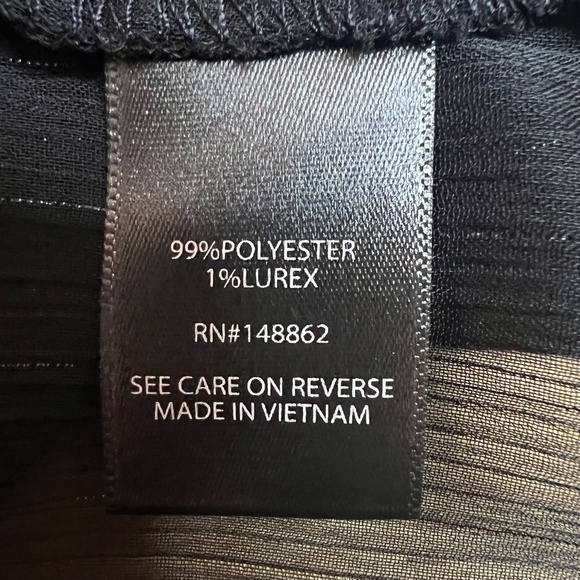 99%POLYESTER
1%LUREX
RN#148862
SEE CARE ON REVERSE
MADE IN VIETNAM